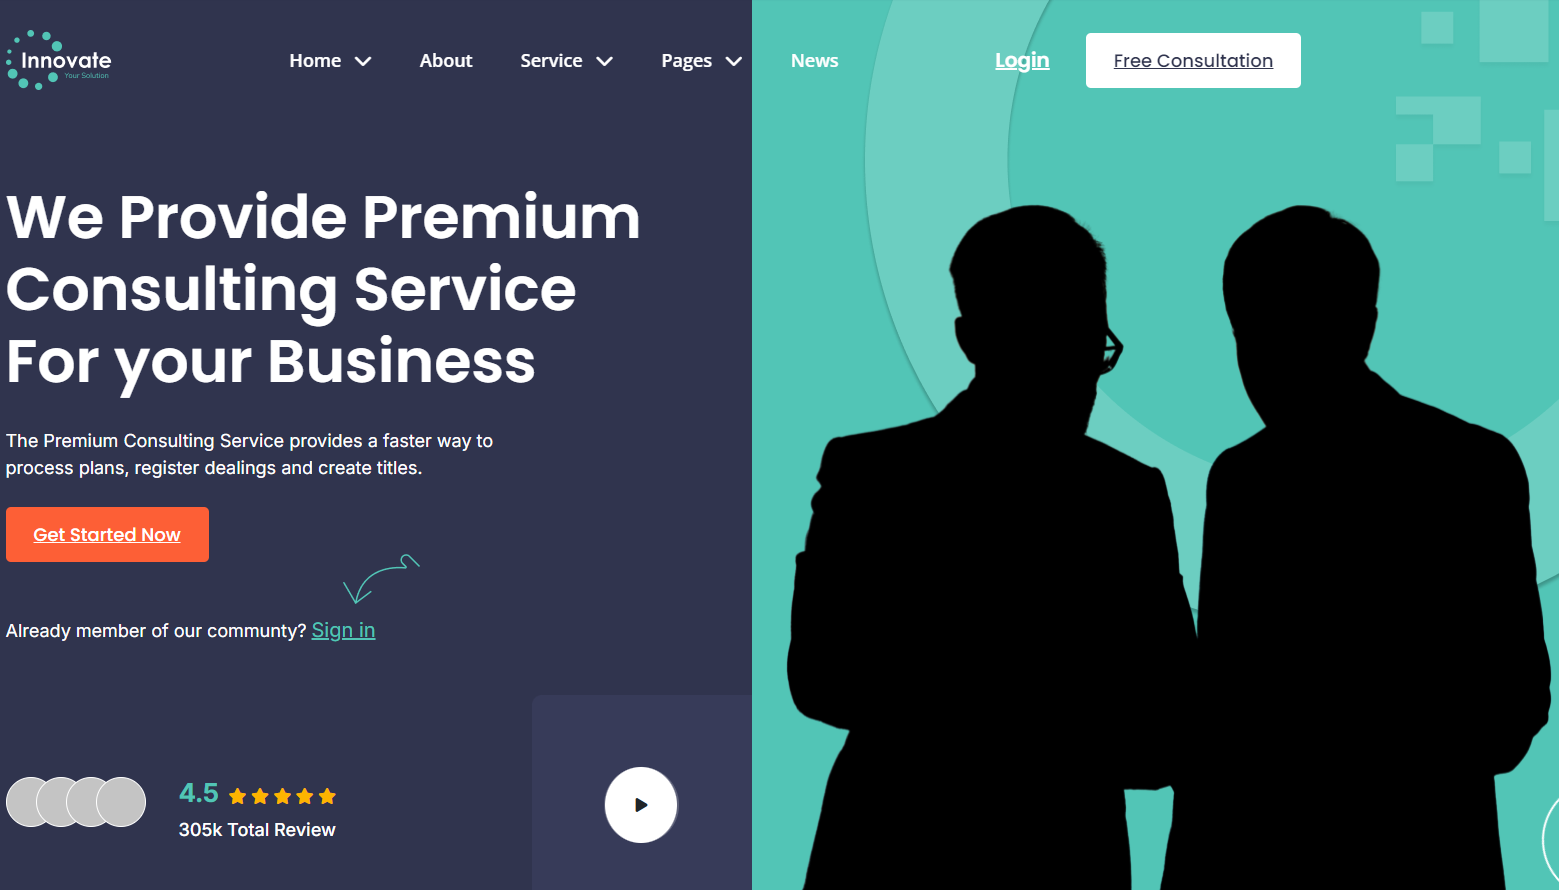 Innovate
Your Solution
Home
About
Service
Pages
News
Login
Free Consultation
We Provide Premium
Consulting Service
For your Business
The Premium Consulting Service provides a faster way to
process plans, register dealings and create titles.
Get Started Now
Already member of our communty? Sign in
4.5
305k Total Review